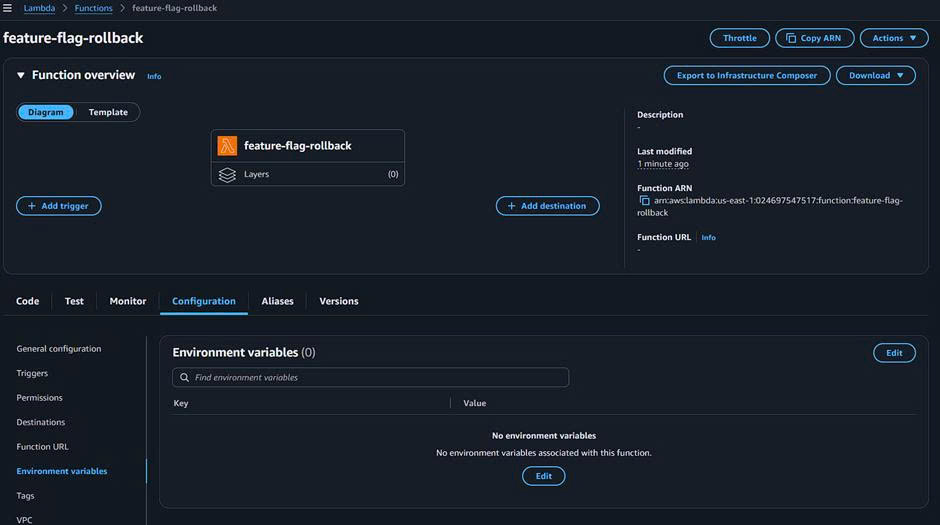 Lambda > Functions > feature-flag-rollback
feature-flag-rollback
Throttle
Copy ARN
Actions
Function overview Info
Export to Infrastructure Composer
Download
Diagram
Template
feature-flag-rollback
Layers (0)
+ Add trigger
+ Add destination
Description
-
Last modified
1 minute ago
Function ARN
arn:aws:lambda:us-east-1:024697547517:function:feature-flag-
rollback
Function URL Info
-
Code
Test
Monitor
Configuration
Aliases
Versions
General configuration
Triggers
Permissions
Destinations
Function URL
Environment variables
Tags
VPC
Environment variables (0)
Edit
Find environment variables
Key
Value
No environment variables
No environment variables associated with this function.
Edit